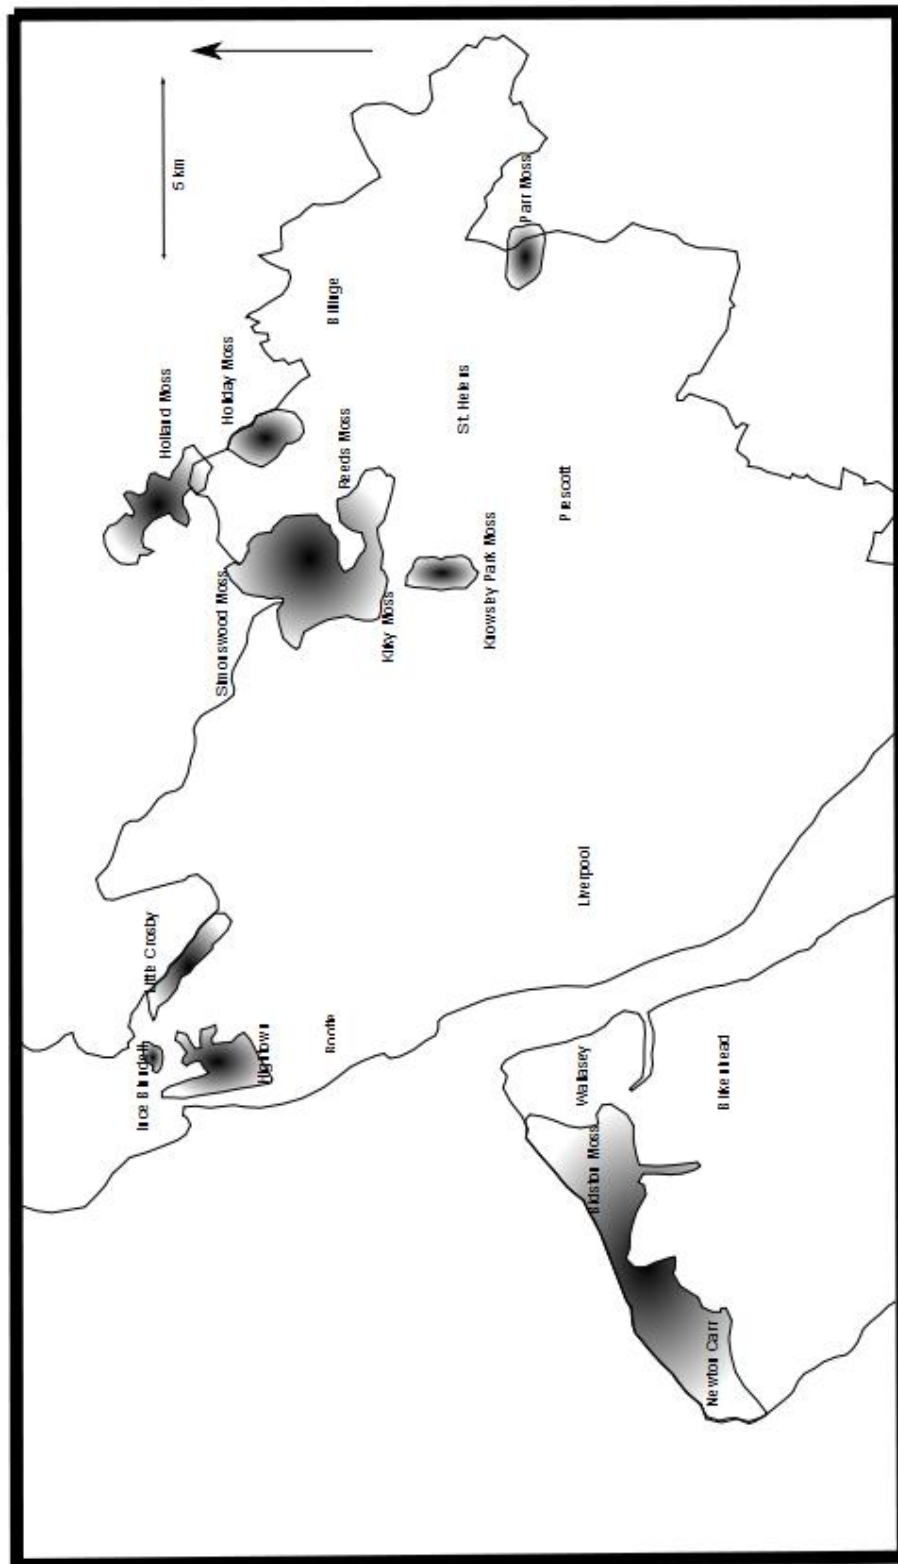 Ince Blundell
Little Crosby
Holland Moss
5 km
Simonswood Moss
Holiday Moss
Hightown
Bootle
Billinge
Reeds Moss
Kirky Moss
St. Helens
Knowsley Park Moss
Parr Moss
Prescott
Wallasey
Liverpool
Bidston Moss
Newton Carr
Birkenhead